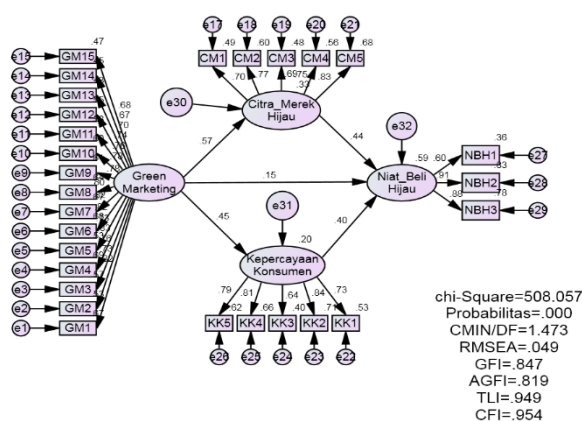 e17 e18 e19 e20 e21
.49 .60 .48 .56 .68
CM1 CM2 CM3 CM4 CM5
.70 .77 .69 .75 .83
.33
Citra_Merek
Hijau
e30
.47
e15 GM15
e14 GM14
e13 GM13
e12 GM12
e11 GM11
e10 GM10
e9 GM9
e8 GM8
e7 GM7
e6 GM6
e5 GM5
e4 GM4
e3 GM3
e2 GM2
e1 GM1
.68
.67
.70
Green
Marketing
.57
.15
.45
.44
.40
e32
.59
Niat_Beli
Hijau
.60 .36
NBH1 e27
.91
NBH2 e28
.88 .78
NBH3 e29
e31
.20
Kepercayaan
Konsumen
.79 .81 .64 .84 .73
.62 .66 .40 .71 .53
KK5 KK4 KK3 KK2 KK1
e26 e25 e24 e23 e22
chi-Square=508.057
Probabilitas=.000
CMIN/DF=1.473
RMSEA=.049
GFI=.847
AGFI=.819
TLI=.949
CFI=.954